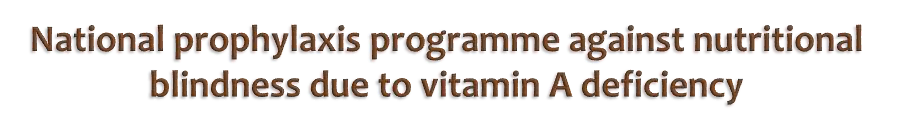 National prophylaxis programme against nutritional
blindness due to vitamin A deficiency